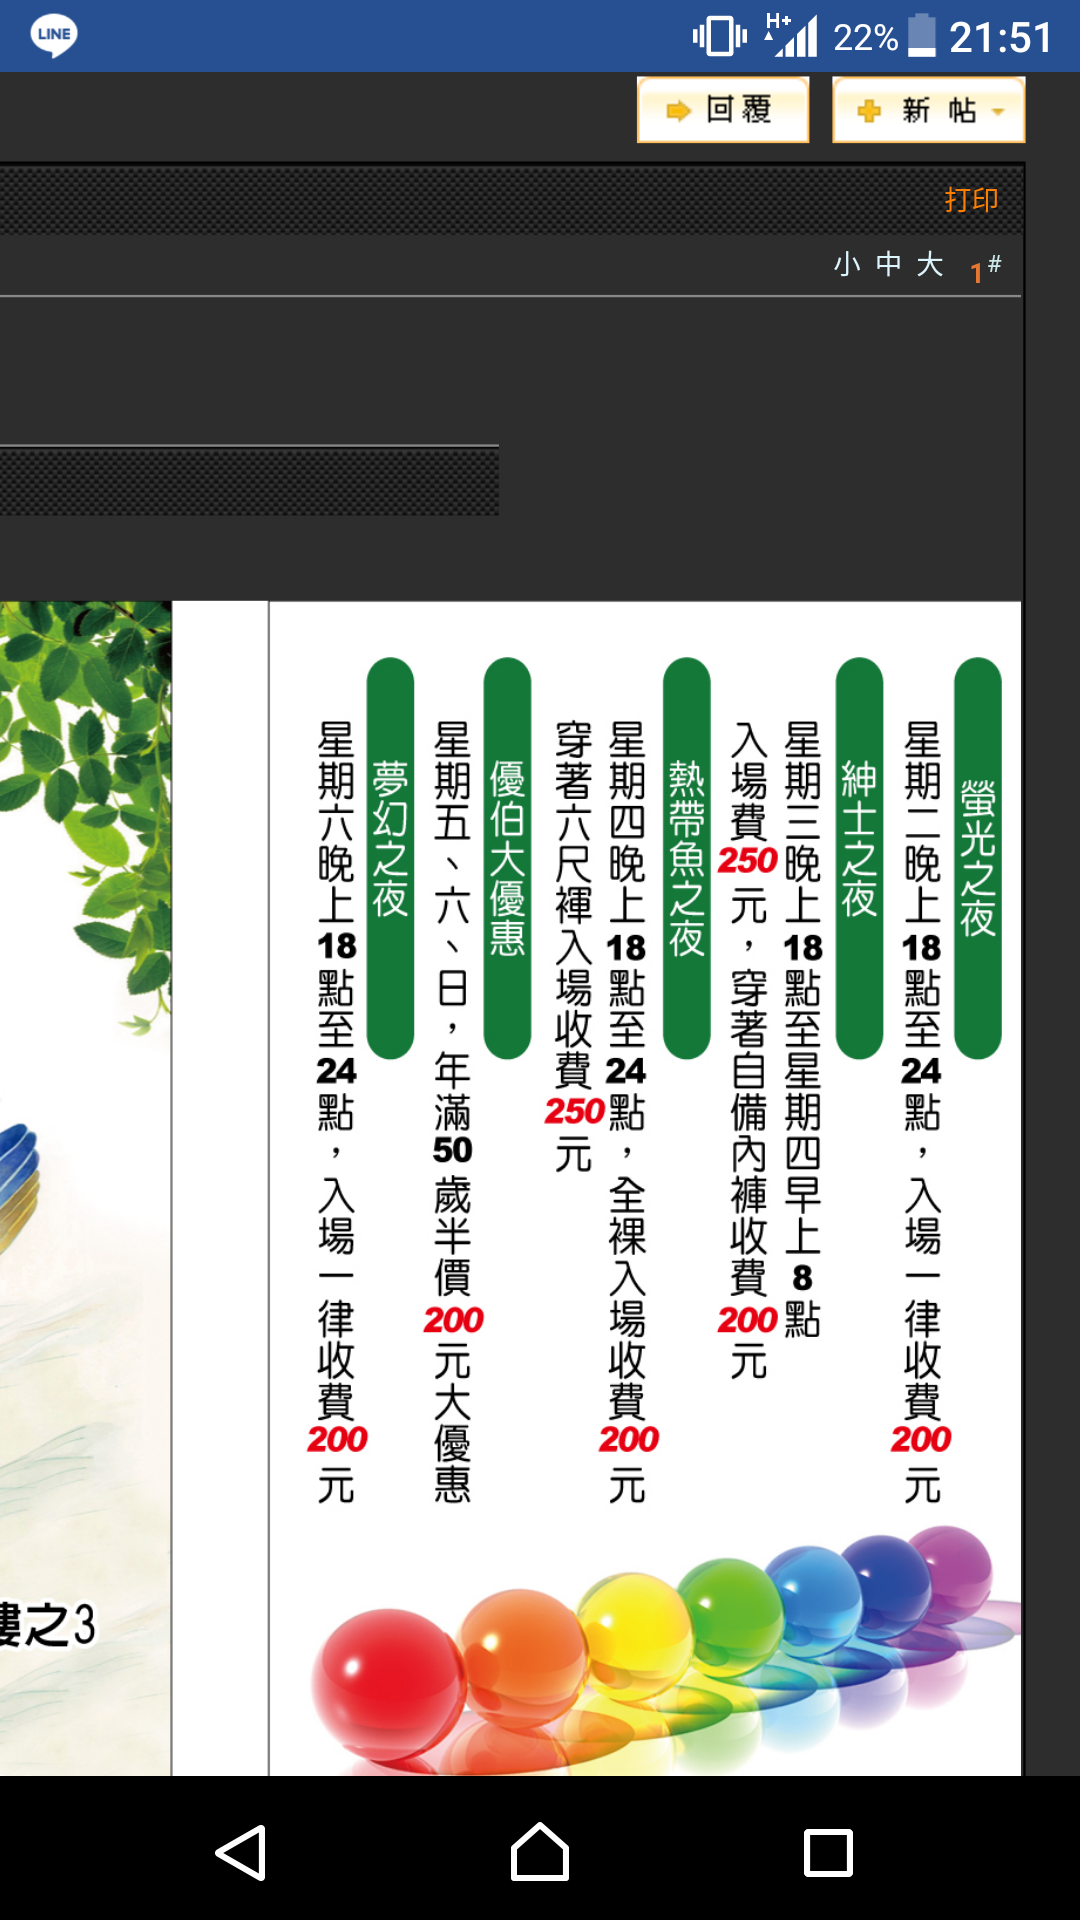 LINE
H+
22%
21:51
回覆
新帖
打印
小 中 大 1#
螢光之夜
星期二晚上18點至24點，入場一律收費200元
紳士之夜
星期三晚上18點至星期四早上8點
入場費250元，穿著自備內褲收費200元
熱帶魚之夜
星期四晚上18點至24點，全裸入場收費200元
穿著六尺褌入場收費250元
優伯大優惠
星期五、六、日，年滿50歲半價200元大優惠
夢幻之夜
星期六晚上18點至24點，入場一律收費200元
樓之3